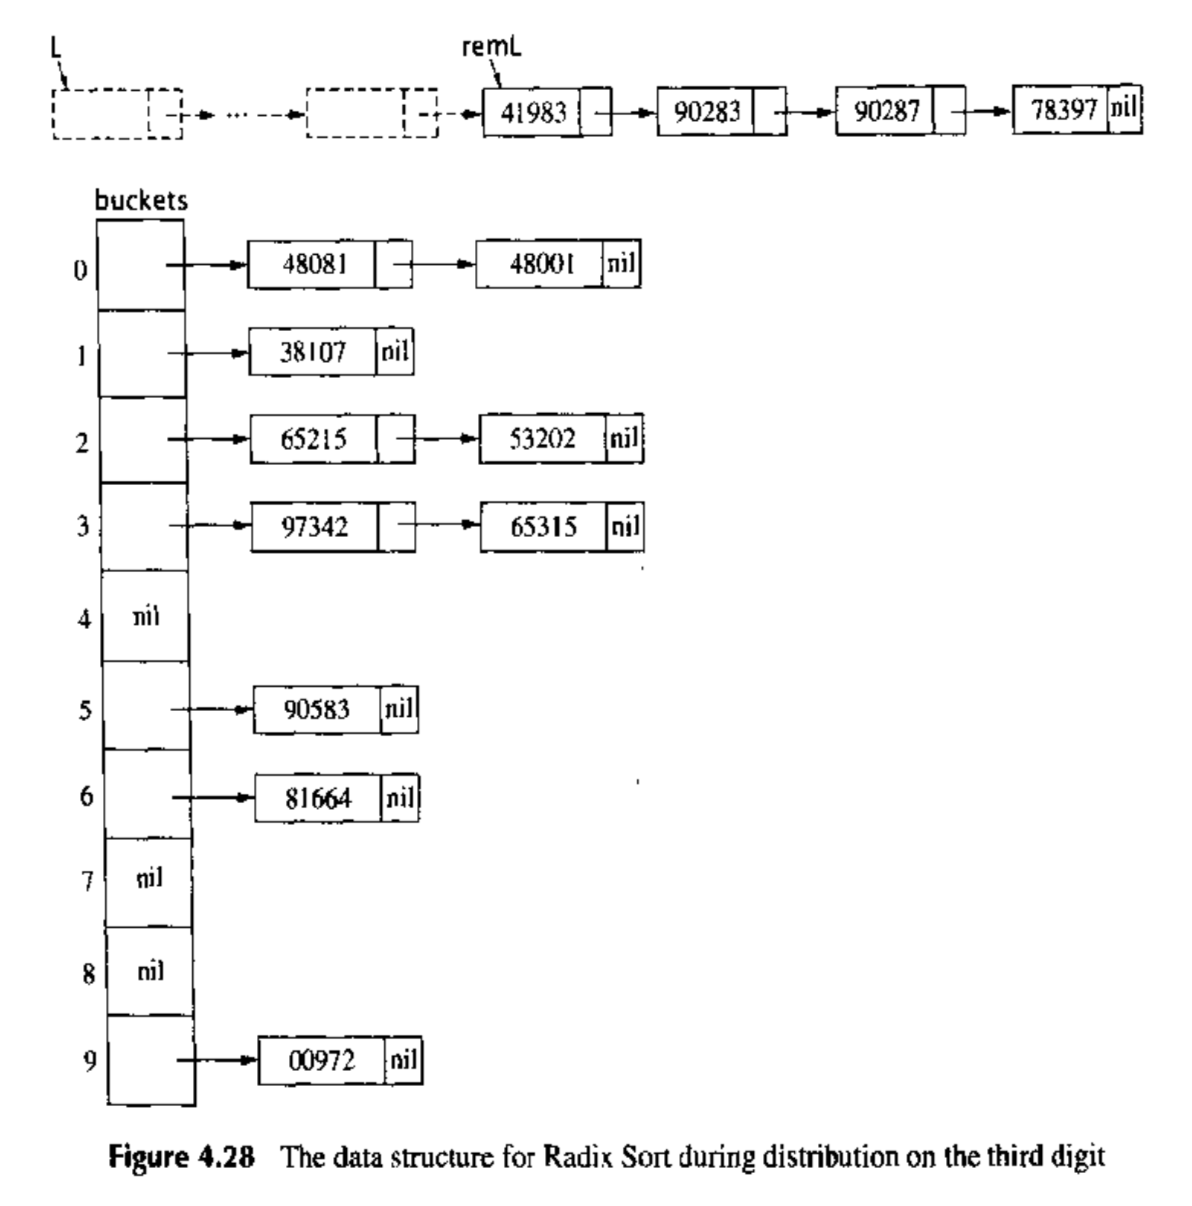 L
remL
... 41983 90283 90287 78397 nil
buckets
0 48081 48001 nil
1 38107 nil
2 65215 53202 nil
3 97342 65315 nil
4 nil
5 90583 nil
6 81664 nil
7 nil
8 nil
9 00972 nil
Figure 4.28 The data structure for Radix Sort during distribution on the third digit